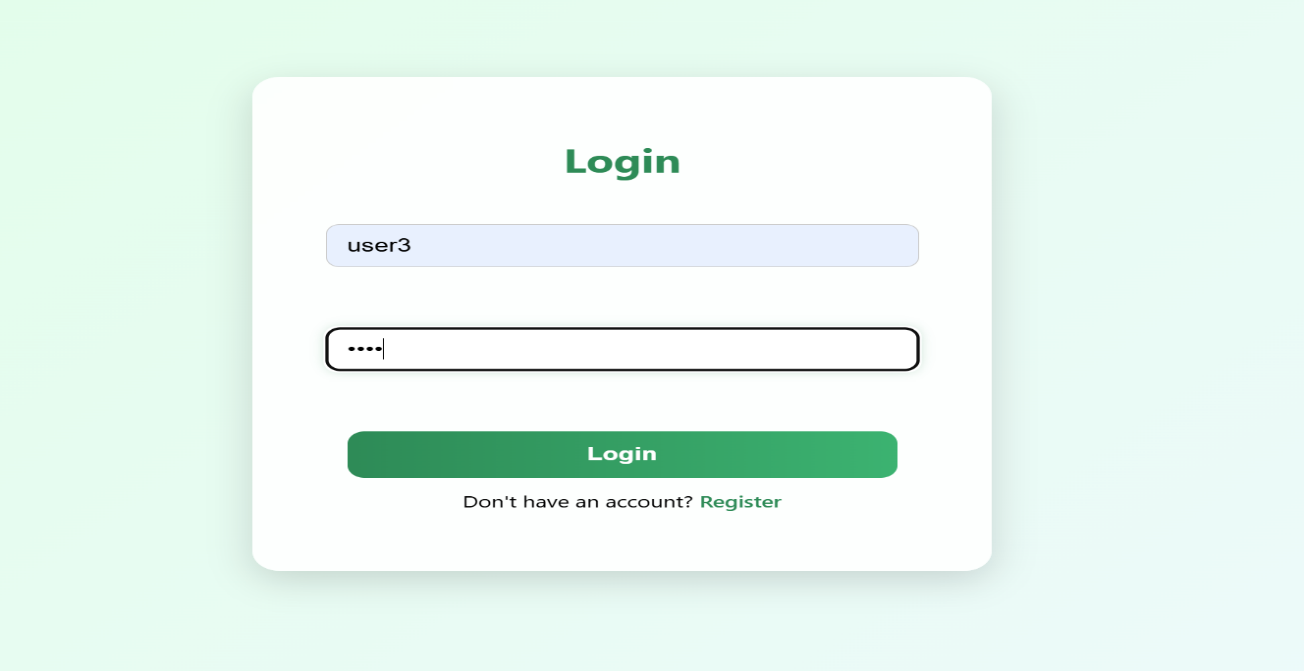 Login
user3
••••
Login
Don't have an account? Register